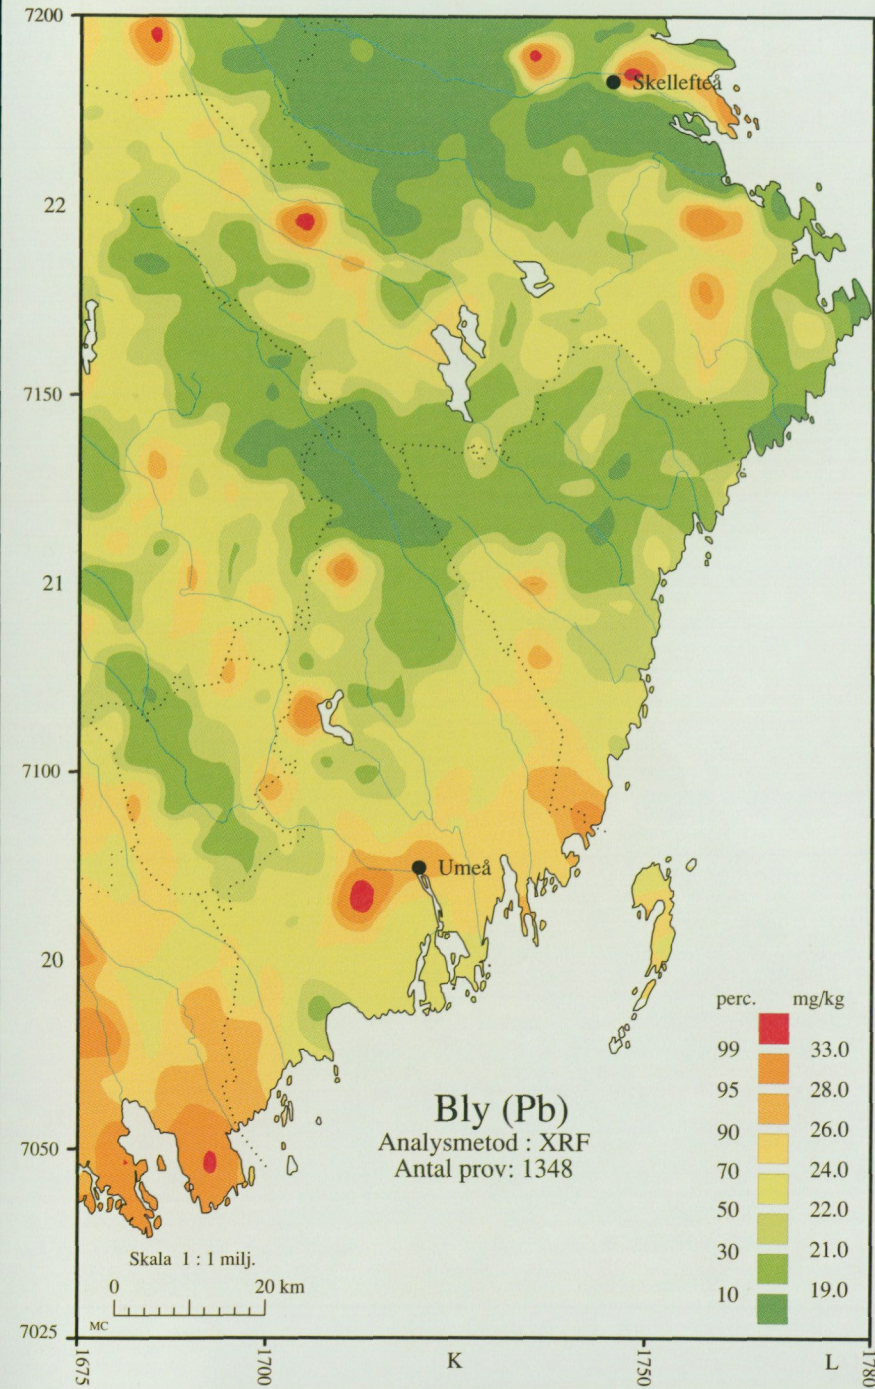 7200
Skellefteå
22
7150
21
7100
Umeå
20
perc. mg/kg
99 33.0
95 28.0
90 26.0
70 24.0
50 22.0
30 21.0
10 19.0
Bly (Pb)
Analysmetod : XRF
Antal prov: 1348
7050
Skala 1 : 1 milj.
0 20 km
MC
7025
1675 1700 K 1750 L 1780